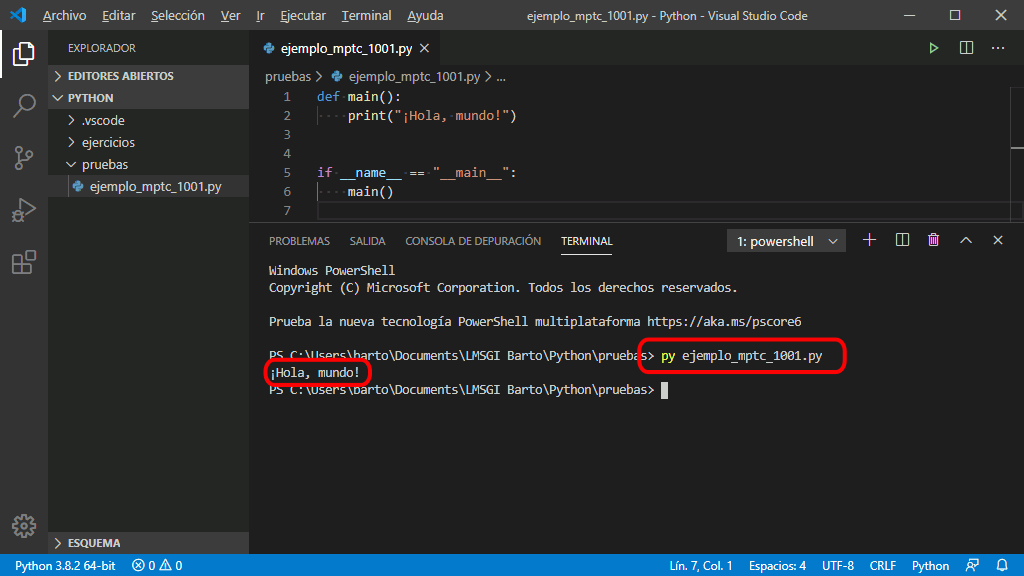 Archivo Editar Selección Ver Ir Ejecutar Terminal Ayuda ejemplo_mptc_1001.py - Python - Visual Studio Code
EXPLORADOR
EDITORES ABIERTOS
PYTHON
.vscode
ejercicios
pruebas
ejemplo_mptc_1001.py
ejemplo_mptc_1001.py
pruebas > ejemplo_mptc_1001.py > ...
1 def main():
2     print("¡Hola, mundo!")
3
4
5 if __name__ == "__main__":
6     main()
7
PROBLEMAS SALIDA CONSOLA DE DEPURACIÓN TERMINAL 1: powershell
Windows PowerShell
Copyright (C) Microsoft Corporation. Todos los derechos reservados.
Prueba la nueva tecnología PowerShell multiplataforma https://aka.ms/pscore6
PS C:\Users\barto\Documents\LMSGI Barto\Python\pruebas> py ejemplo_mptc_1001.py
¡Hola, mundo!
PS C:\Users\barto\Documents\LMSGI Barto\Python\pruebas>
ESQUEMA
Python 3.8.2 64-bit 0 0 Lín. 7, Col. 1 Espacios: 4 UTF-8 CRLF Python